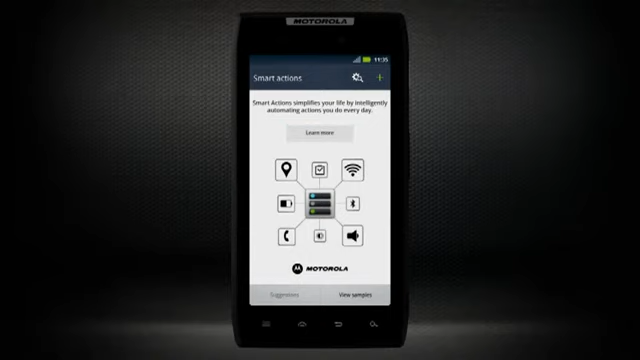 MOTOROLA
11:35
Smart actions
Smart Actions simplifies your life by intelligently
automating actions you do every day.
Learn more
MOTOROLA
Suggestions
View samples